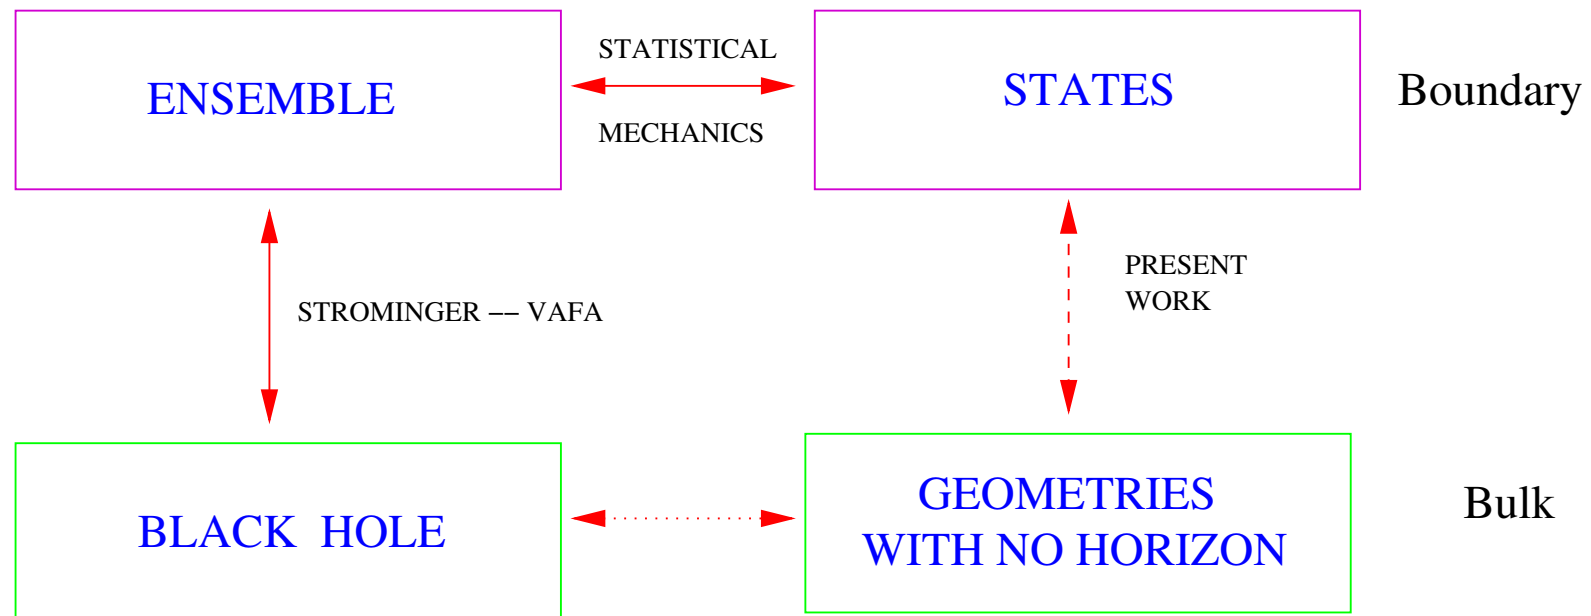 STATISTICAL
ENSEMBLE
STATES
Boundary
MECHANICS
PRESENT
WORK
STROMINGER −− VAFA
BLACK HOLE
GEOMETRIES
WITH NO HORIZON
Bulk